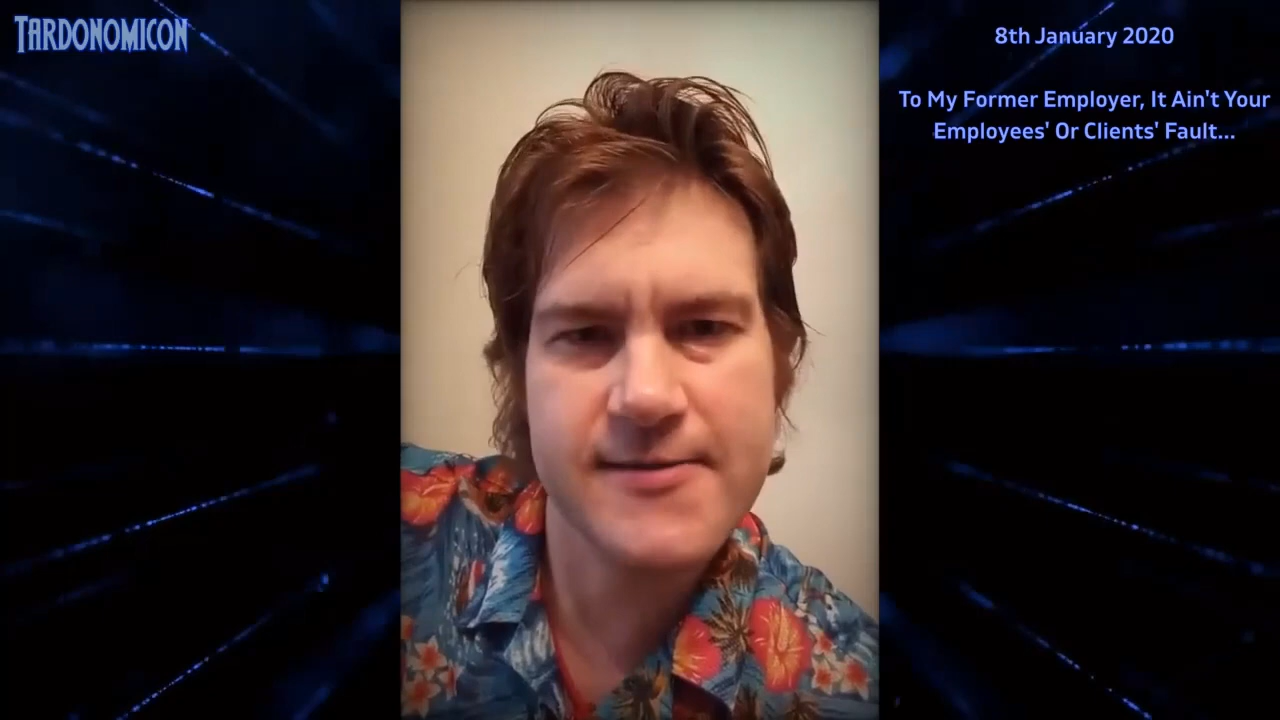 TARDONOMICON
8th January 2020
To My Former Employer, It Ain't Your
Employees' Or Clients' Fault...